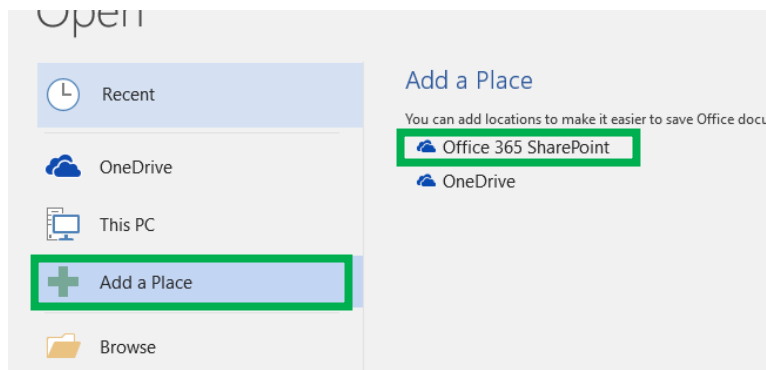 Open
Recent
OneDrive
This PC
Add a Place
Browse
Add a Place
You can add locations to make it easier to save Office docu
Office 365 SharePoint
OneDrive